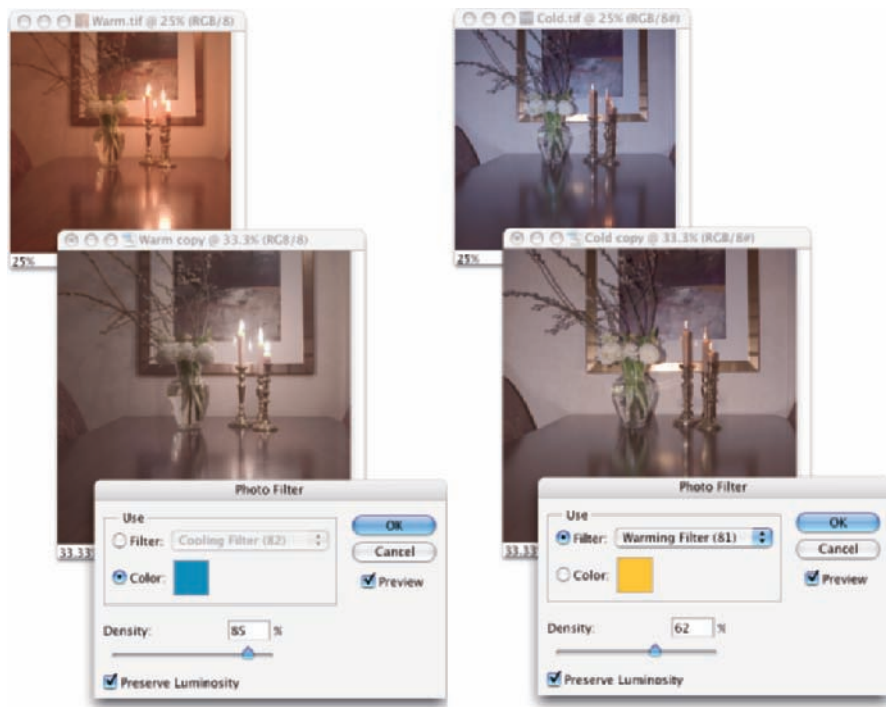 Warm.tif @ 25% (RGB/8)
25%
Warm copy @ 33.3% (RGB/8)
33.33%
Photo Filter
Use
Filter: Cooling Filter (82)
Color:
OK
Cancel
Preview
Density: 85 %
Preserve Luminosity
Cold.tif @ 25% (RGB/8#)
25%
Cold copy @ 33.3% (RGB/8#)
33.33
Photo Filter
Use
Filter: Warming Filter (81)
Color:
OK
Cancel
Preview
Density: 62 %
Preserve Luminosity